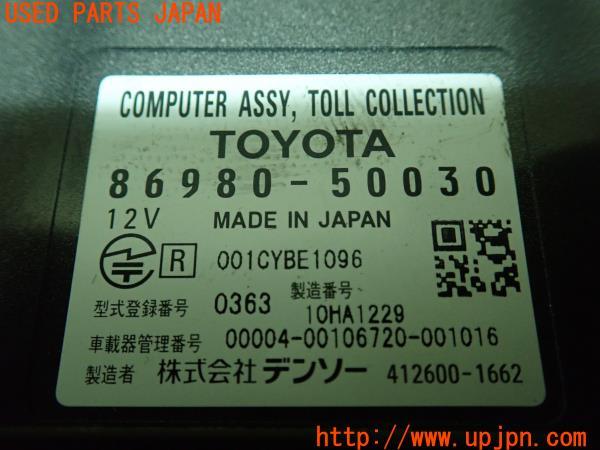 USED PARTS JAPAN
COMPUTER ASSY, TOLL COLLECTION
TOYOTA
86980-50030
12V MADE IN JAPAN
R 001CYBE1096
型式登録番号 0363 製造番号 10HA1229
車載器管理番号 00004-00106720-001016
製造者 株式会社 デンソー 412600-1662
http://www.upjpn.com/